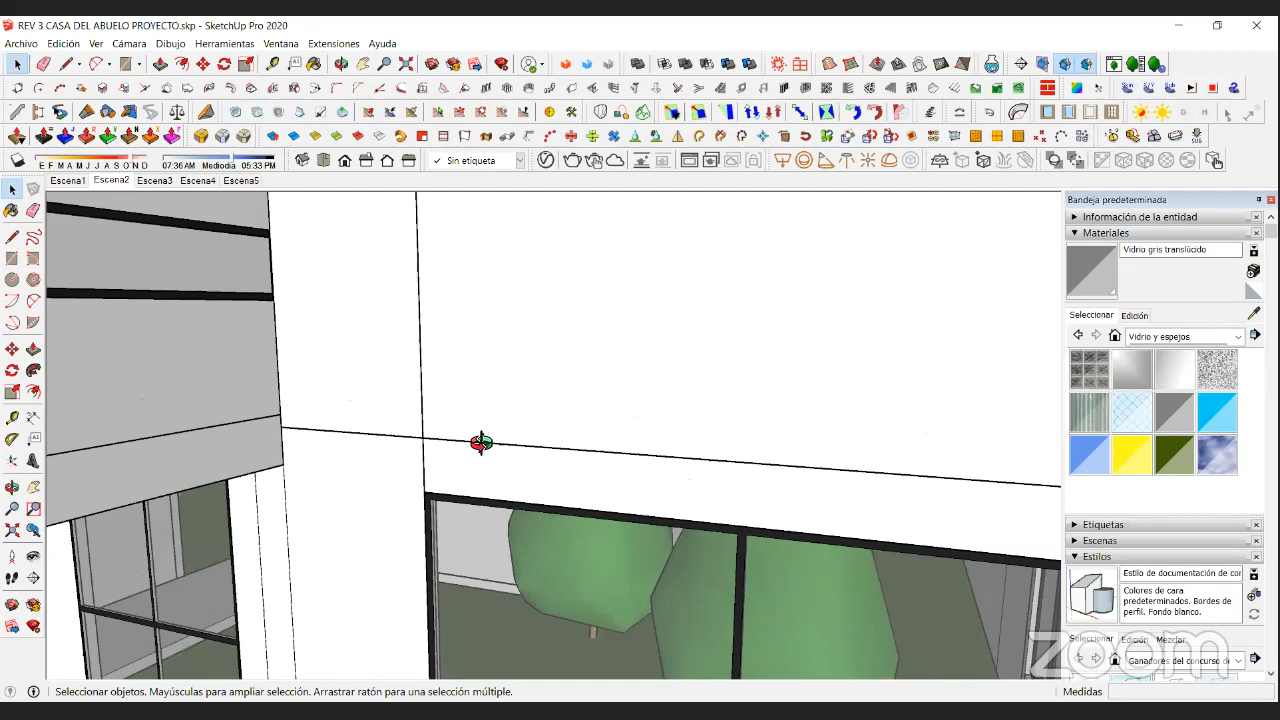 REV 3 CASA DEL ABUELO PROYECTO.skp - SketchUp Pro 2020
Archivo Edición Ver Cámara Dibujo Herramientas Ventana Extensiones Ayuda
E F M A M J J A S O N D 07:36 AM Mediodía 05:33 PM Sin etiqueta
Escena1 Escena2 Escena3 Escena4 Escena5
Bandeja predeterminada
Información de la entidad
Materiales
Vidrio gris translúcido
Seleccionar Edición
Vidrio y espejos
Etiquetas
Escenas
Estilos
Estilo de documentación de cor
Colores de cara
predeterminados. Bordes de
perfil. Fondo blanco.
Seleccionar Edición Mezclar
Ganadores del concurso de
zoom
Seleccionar objetos. Mayúsculas para ampliar selección. Arrastrar ratón para una selección múltiple.
Medidas